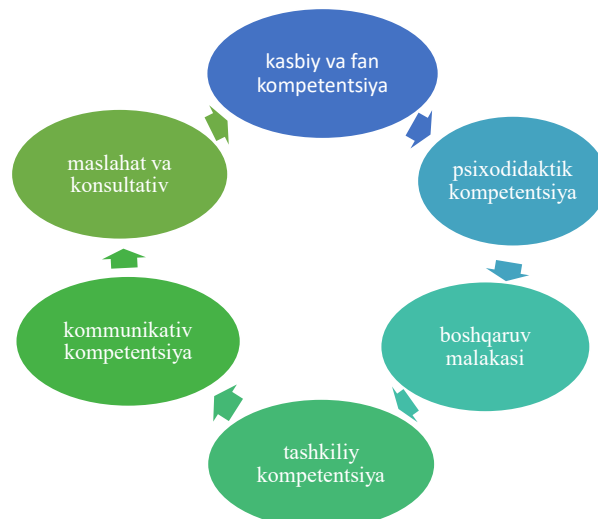 kasbiy va fan
kompetentsiya
psixodidaktik
kompetentsiya
boshqaruv
malakasi
tashkiliy
kompetentsiya
kommunikativ
kompetentsiya
maslahat va
konsultativ